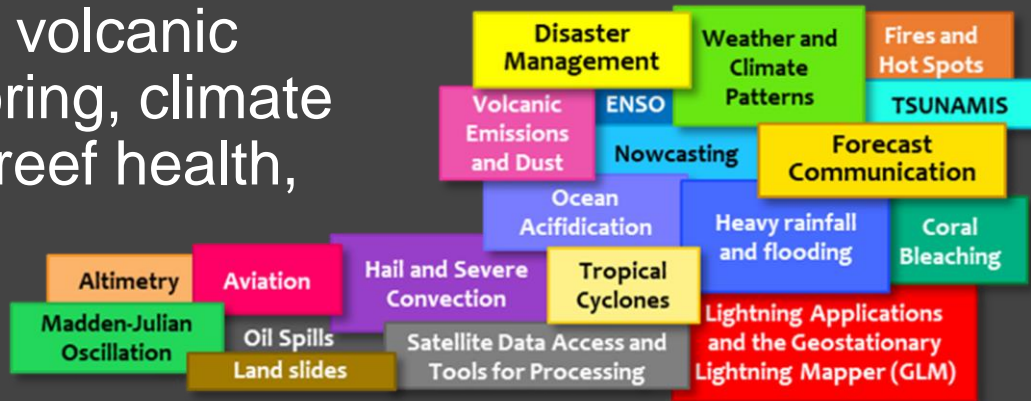 volcanic
oring, climate
reef health,
Disaster
Management
Weather and
Climate
Patterns
Fires and
Hot Spots
Volcanic
Emissions
and Dust
ENSO
TSUNAMIS
Nowcasting
Forecast
Communication
Ocean
Acifidication
Heavy rainfall
and flooding
Coral
Bleaching
Altimetry
Aviation
Hail and Severe
Convection
Tropical
Cyclones
Madden-Julian
Oscillation
Oil Spills
Land slides
Satellite Data Access and
Tools for Processing
Lightning Applications
and the Geostationary
Lightning Mapper (GLM)